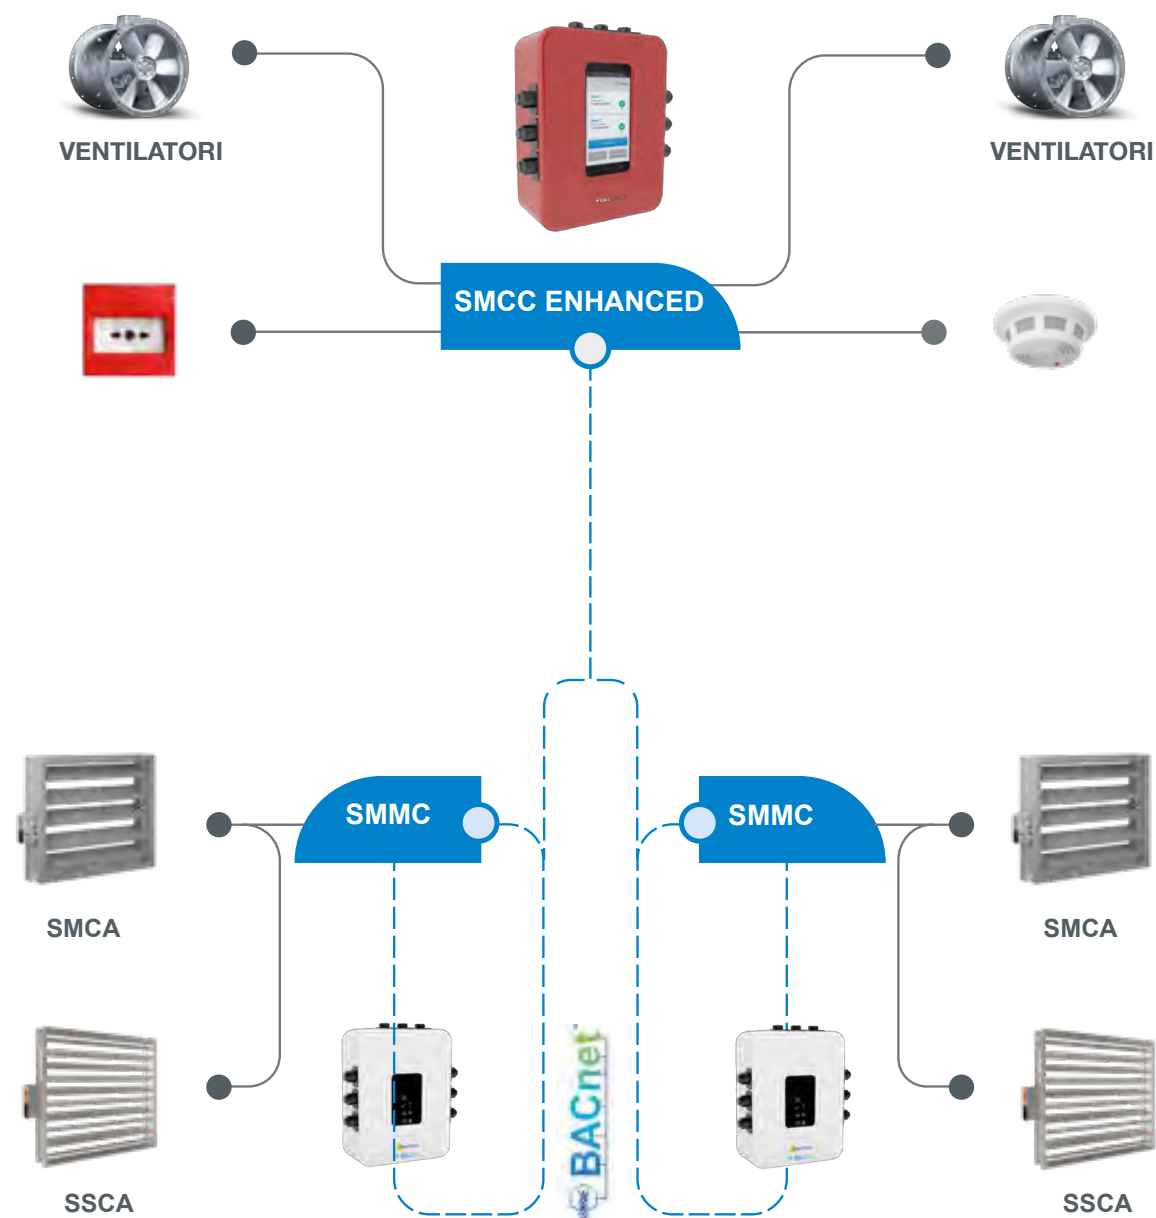 VENTILATORI
VENTILATORI
SMCC ENHANCED
SMMC
SMMC
SMCA
SMCA
BACnet
SSCA
SSCA